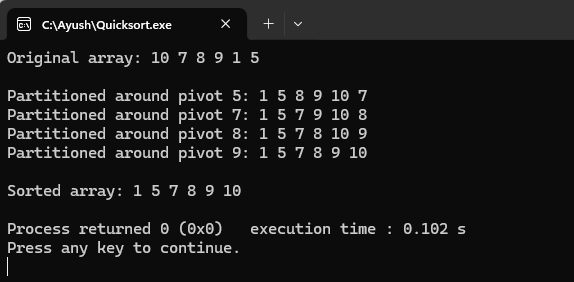 C:\Ayush\Quicksort.exe
Original array: 10 7 8 9 1 5
Partitioned around pivot 5: 1 5 8 9 10 7
Partitioned around pivot 7: 1 5 7 9 10 8
Partitioned around pivot 8: 1 5 7 8 10 9
Partitioned around pivot 9: 1 5 7 8 9 10
Sorted array: 1 5 7 8 9 10
Process returned 0 (0x0)   execution time : 0.102 s
Press any key to continue.